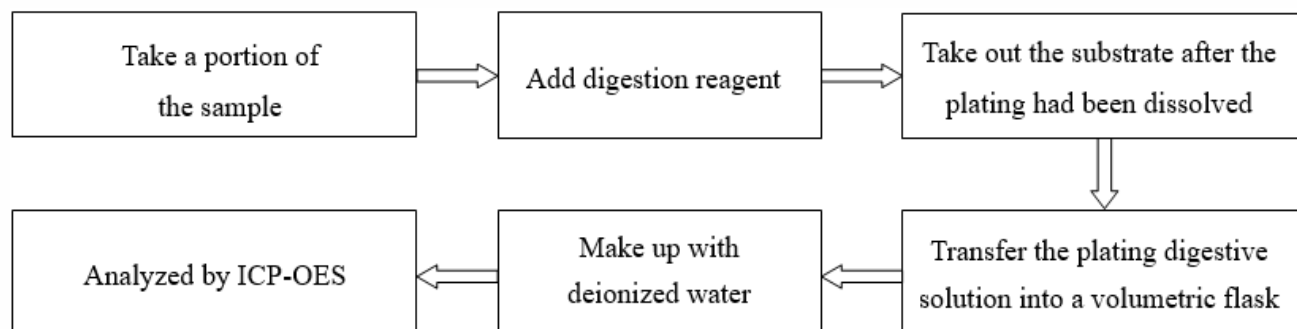 Take a portion of
the sample
Add digestion reagent
Take out the substrate after the
plating had been dissolved
Transfer the plating digestive
solution into a volumetric flask
Make up with
deionized water
Analyzed by ICP-OES